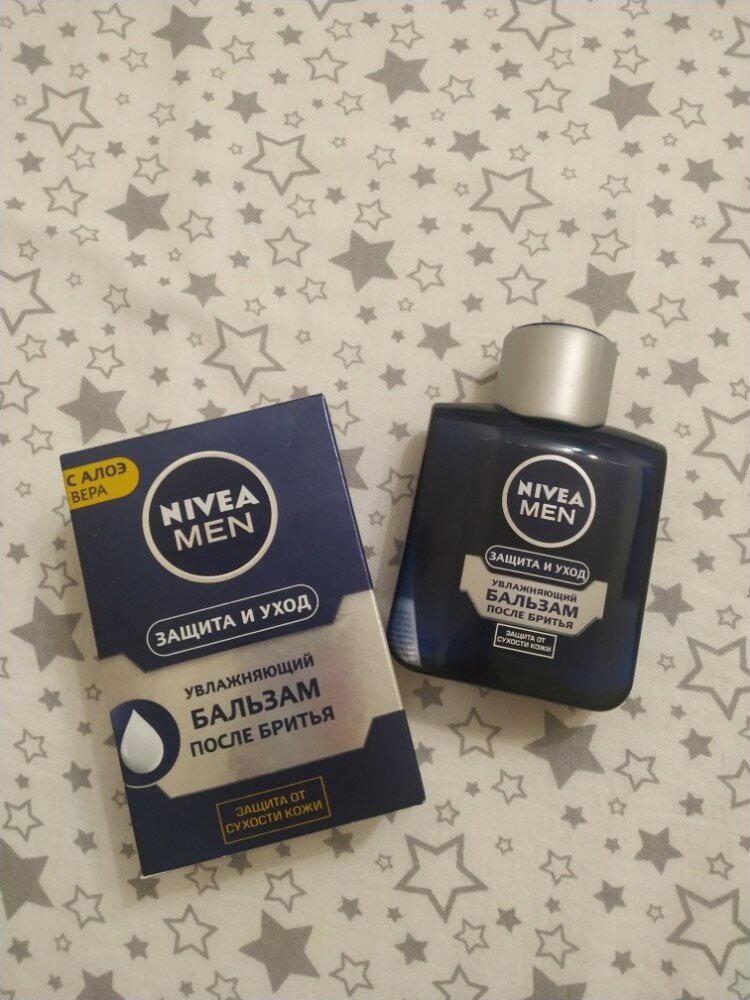 С АЛОЭ
ВЕРА
NIVEA
MEN
ЗАЩИТА И УХОД
УВЛАЖНЯЮЩИЙ
БАЛЬЗАМ
ПОСЛЕ БРИТЬЯ
ЗАЩИТА ОТ
СУХОСТИ КОЖИ
NIVEA
MEN
ЗАЩИТА И УХОД
УВЛАЖНЯЮЩИЙ
БАЛЬЗАМ
ПОСЛЕ БРИТЬЯ
ЗАЩИТА ОТ
СУХОСТИ КОЖИ